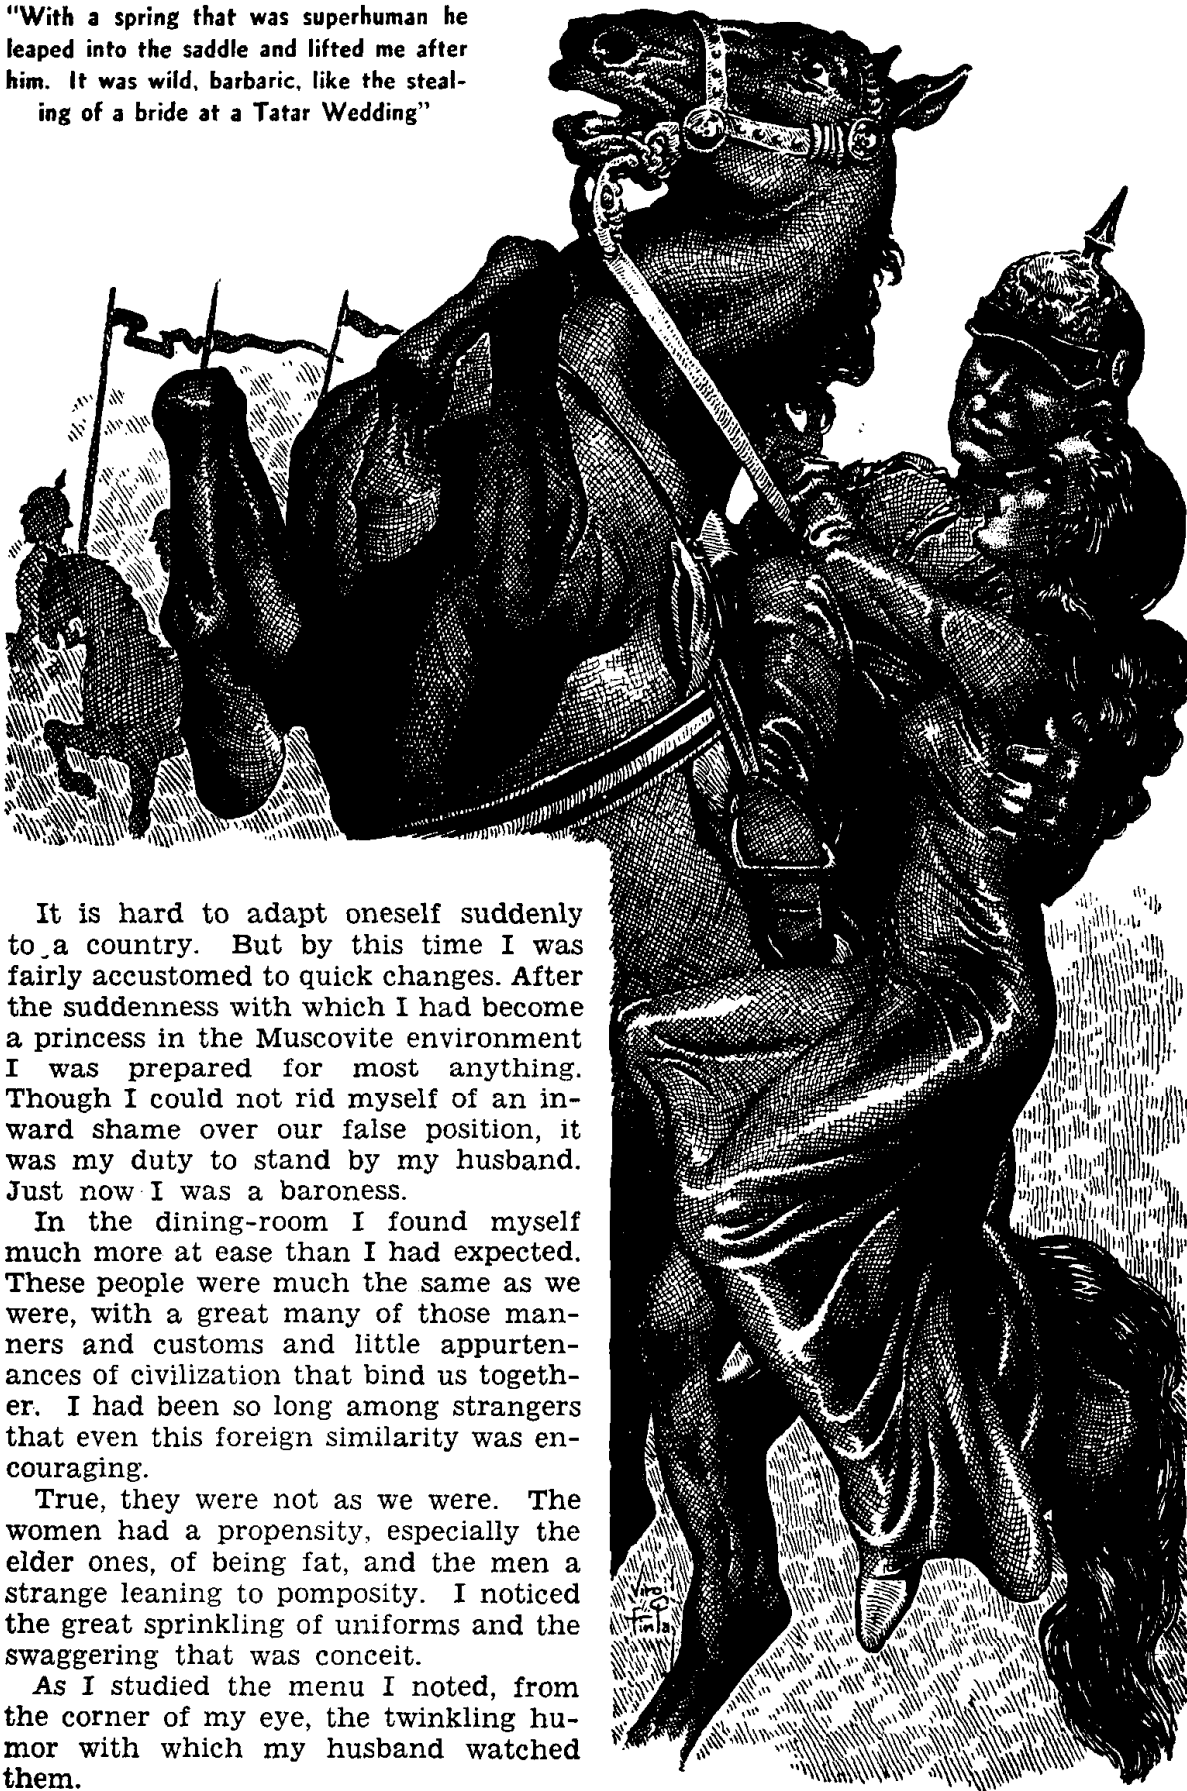 "With a spring that was superhuman he
leaped into the saddle and lifted me after
him. It was wild, barbaric, like the steal-
ing of a bride at a Tatar Wedding"
It is hard to adapt oneself suddenly
to a country. But by this time I was
fairly accustomed to quick changes. After
the suddenness with which I had become
a princess in the Muscovite environment
I was prepared for most anything.
Though I could not rid myself of an in-
ward shame over our false position, it
was my duty to stand by my husband.
Just now I was a baroness.
In the dining-room I found myself
much more at ease than I had expected.
These people were much the same as we
were, with a great many of those man-
ners and customs and little appurten-
ances of civilization that bind us togeth-
er. I had been so long among strangers
that even this foreign similarity was en-
couraging.
True, they were not as we were. The
women had a propensity, especially the
elder ones, of being fat, and the men a
strange leaning to pomposity. I noticed
the great sprinkling of uniforms and the
swaggering that was conceit.
As I studied the menu I noted, from
the corner of my eye, the twinkling hu-
mor with which my husband watched
them.
Virgil
Finlay